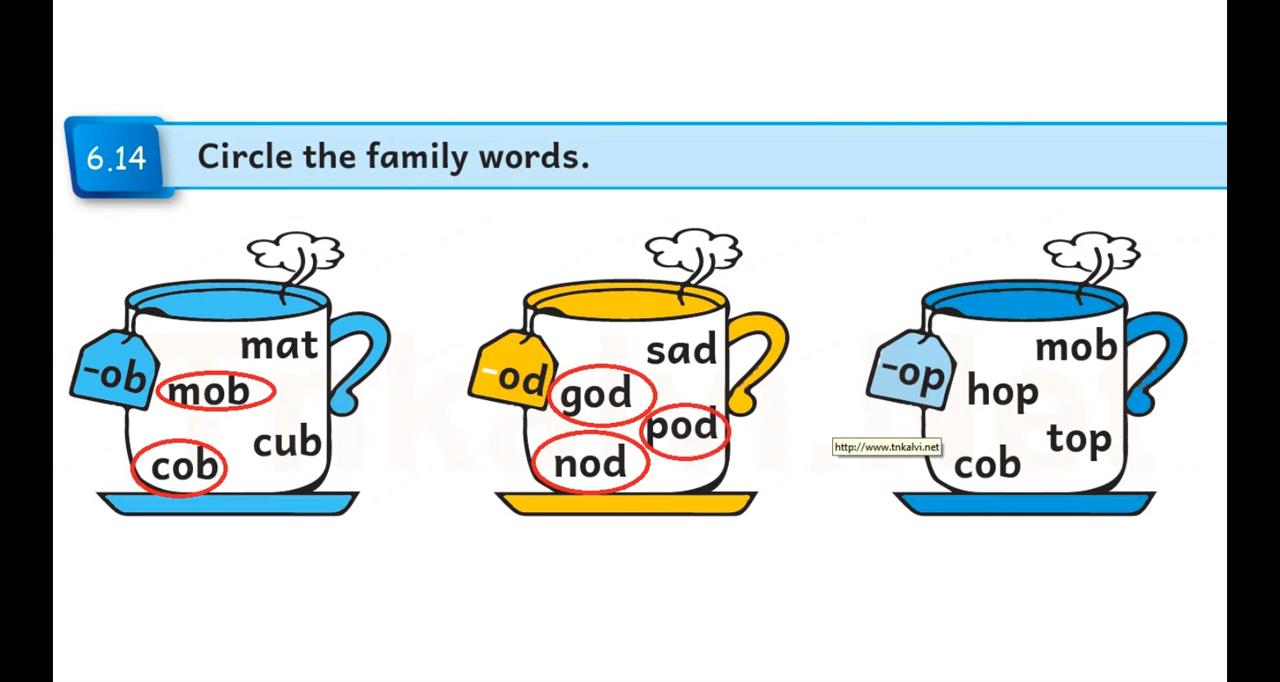 6.14 Circle the family words.
-ob
mat
mob
cub
cob
-od
sad
god
pod
nod
-op
mob
hop
top
cob
http://www.tnkalvi.net